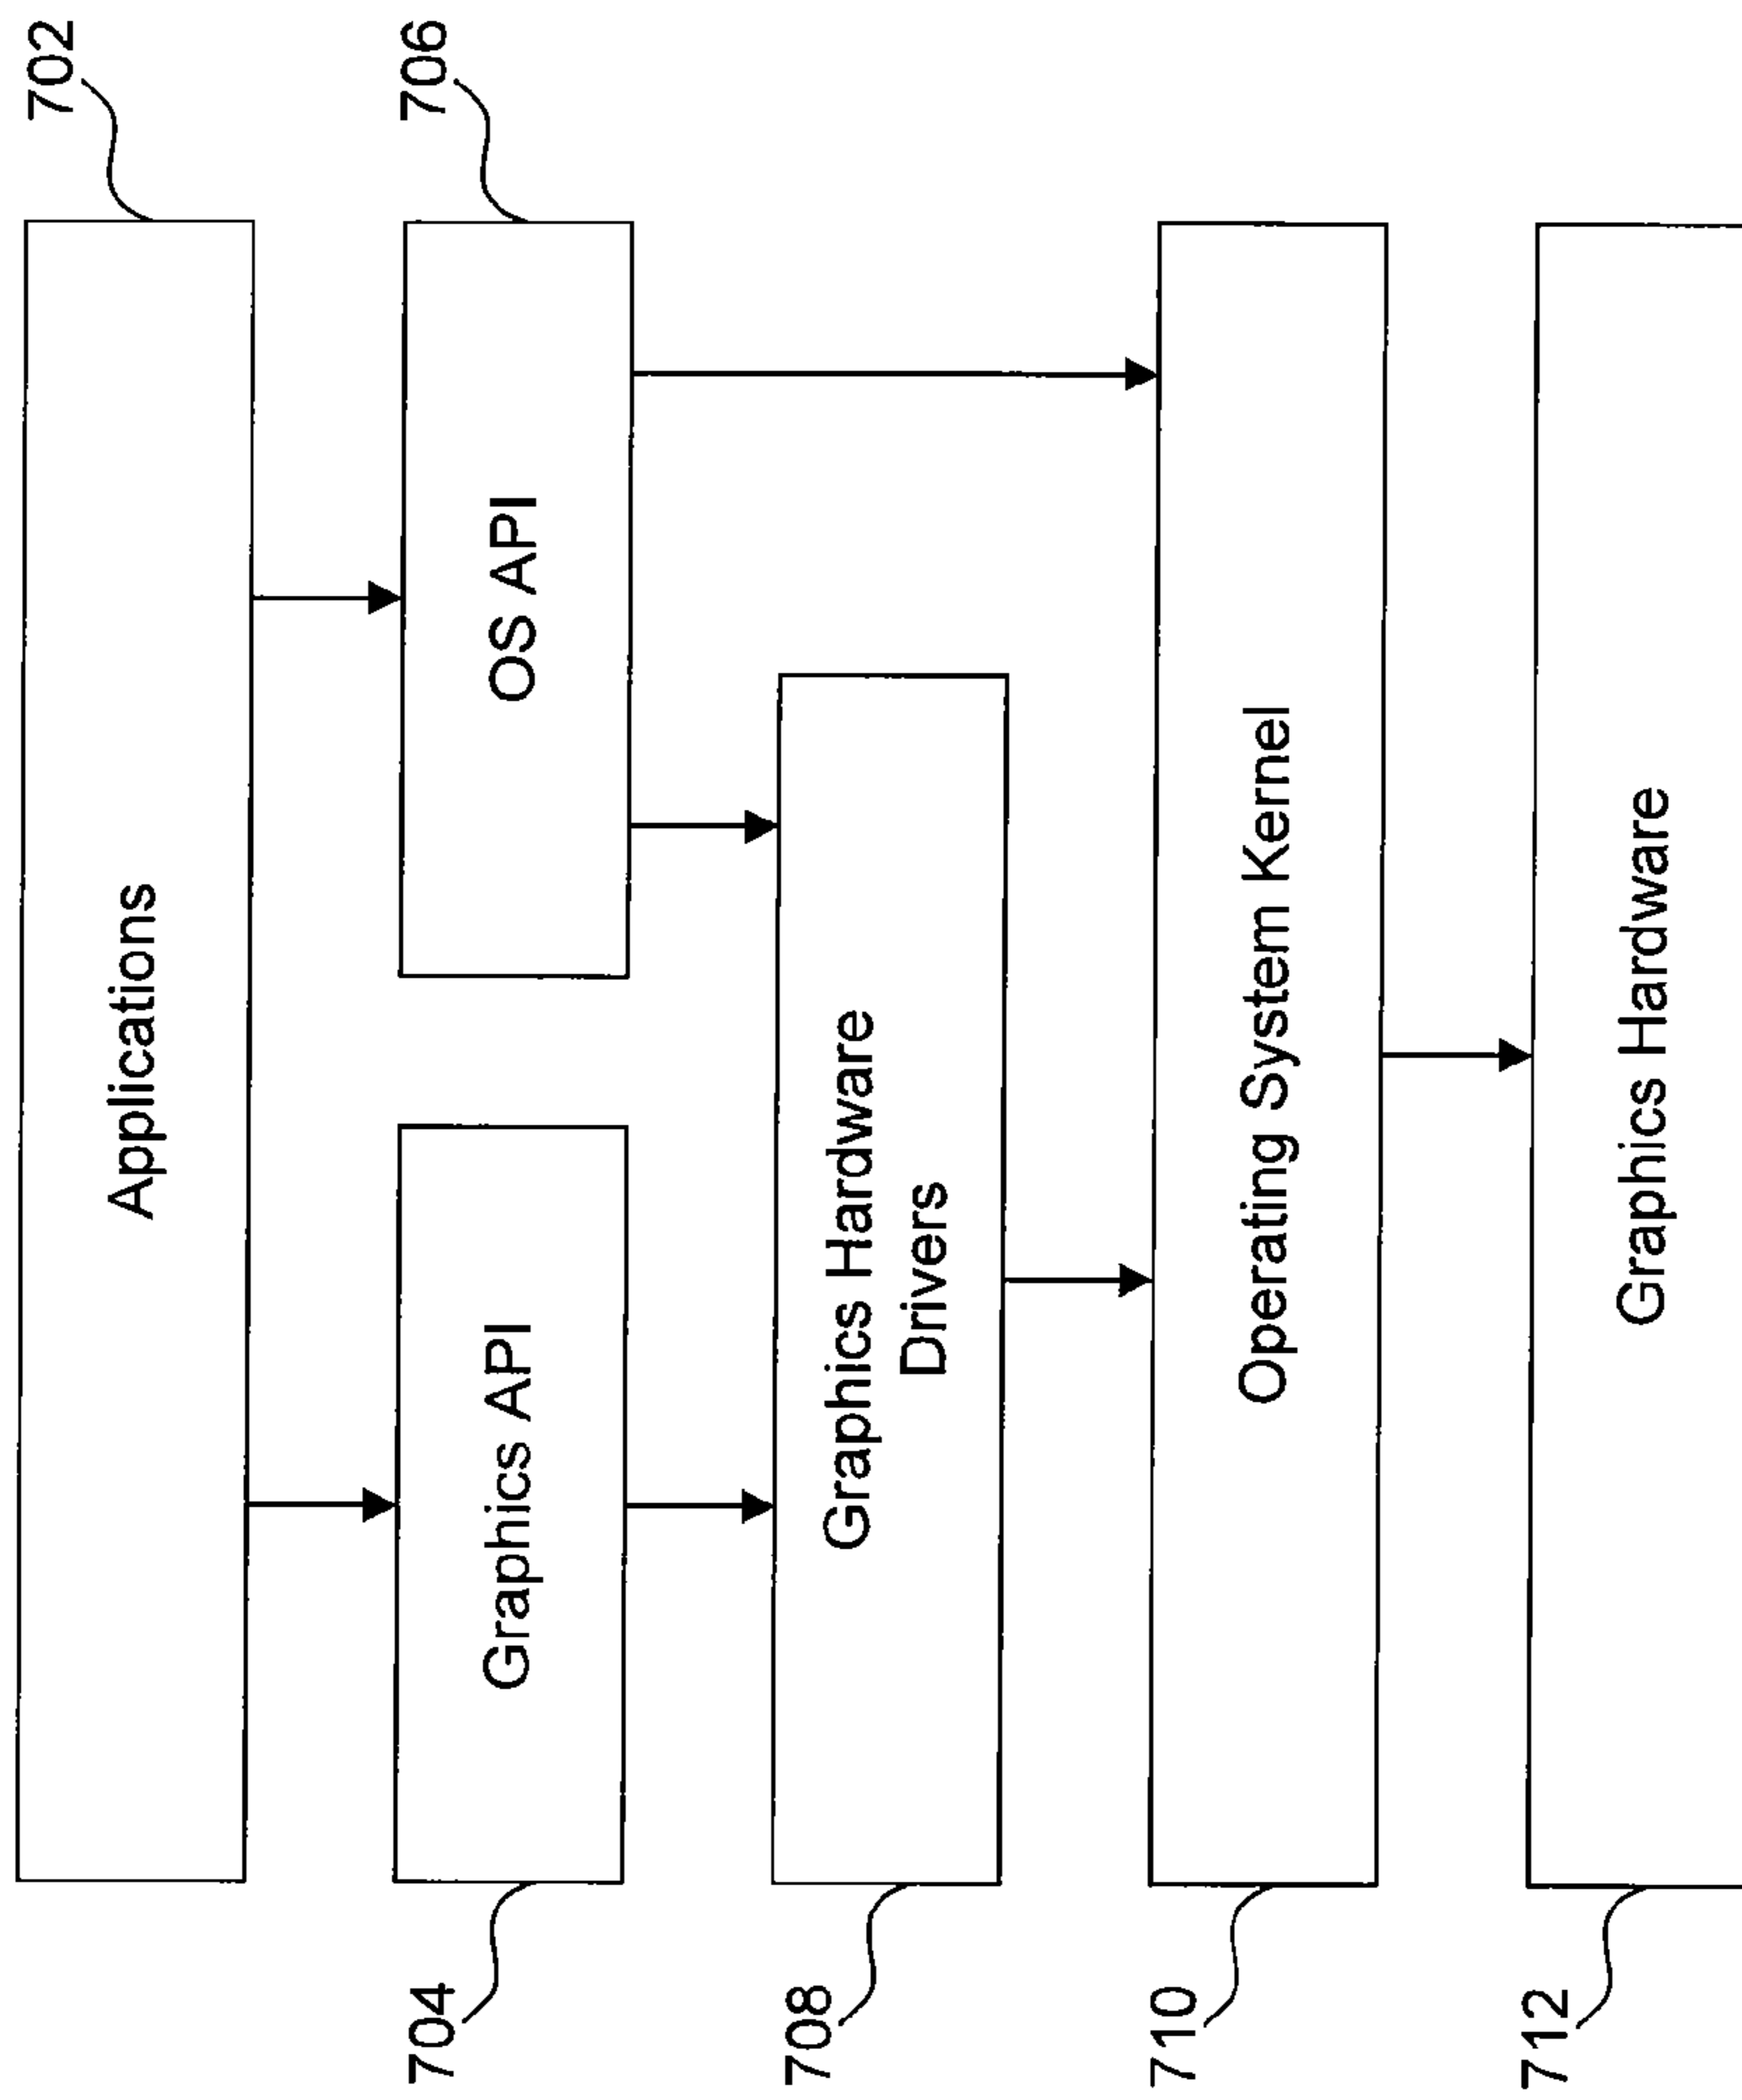 702
Applications
706
OS API
704
Graphics API
708
Graphics Hardware
Drivers
710
Operating System Kernel
712
Graphics Hardware